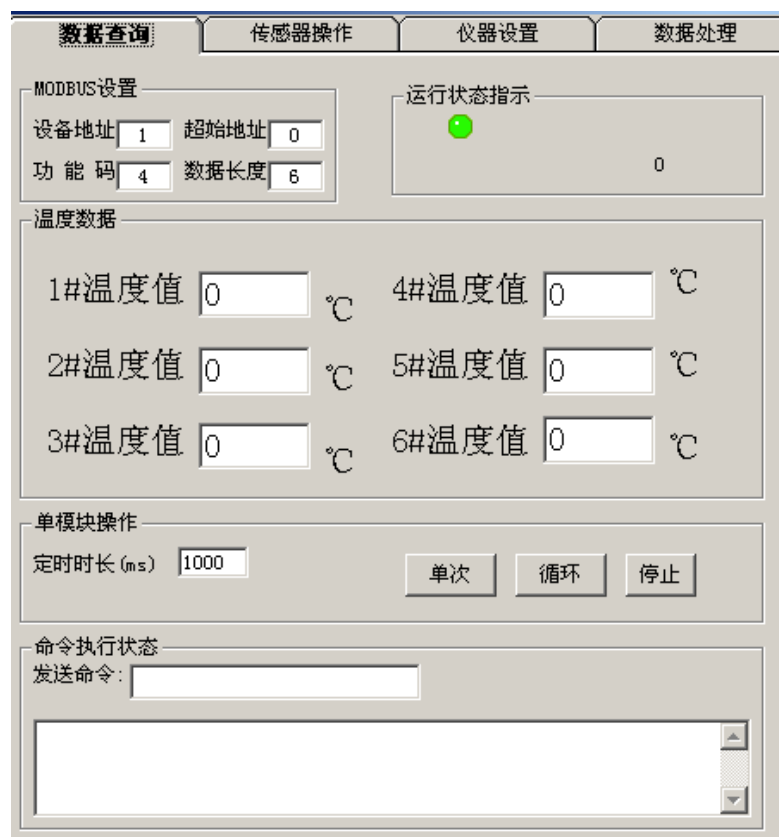 数据查询 传感器操作 仪器设置 数据处理
MODBUS设置
设备地址 1 超始地址 0
功 能 码 4 数据长度 6
运行状态指示
0
温度数据
1#温度值 0 ℃ 4#温度值 0 ℃
2#温度值 0 ℃ 5#温度值 0 ℃
3#温度值 0 ℃ 6#温度值 0 ℃
单模块操作
定时时长(ms) 1000 单次 循环 停止
命令执行状态
发送命令: